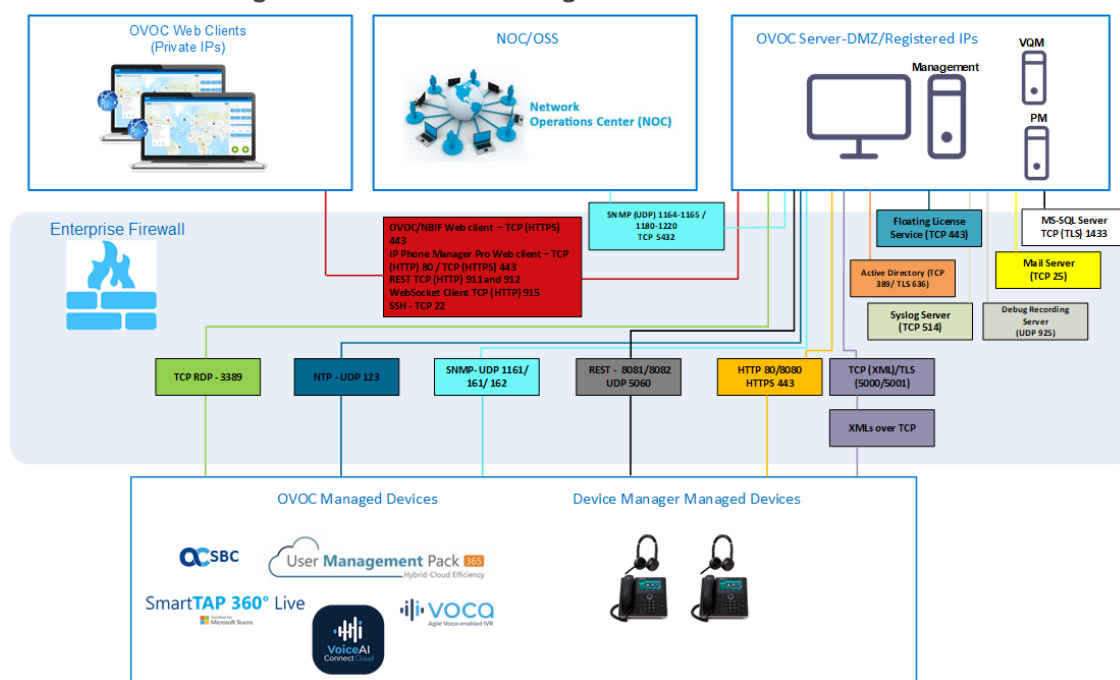 OVOC Web Clients
(Private IPs)
NOC/OSS
Network
Operations Center (NOC)
OVOC Server-DMZ/Registered IPs
Management
VQM
PM
Enterprise Firewall
OVOC/NBIF Web client – TCP (HTTPS)
443
IP Phone Manager Pro Web client – TCP
(HTTP) 80 / TCP (HTTPS) 443
REST TCP (HTTP) 911 and 912
WebSocket Client TCP (HTTP) 915
SSH - TCP 22
SNMP (UDP) 1164-1165 /
1180-1220
TCP 5432
Floating License
Service (TCP 443)
MS-SQL Server
TCP (TLS) 1433
Active Directory (TCP
389/ TLS 636)
Mail Server
(TCP 25)
Syslog Server
(TCP 514)
Debug Recording
Server
(UDP 925)
TCP RDP - 3389
NTP - UDP 123
SNMP- UDP 1161/
161/ 162
REST - 8081/8082
UDP 5060
HTTP 80/8080
HTTPS 443
TCP (XML)/TLS
(5000/5001)
XMLs over TCP
OVOC Managed Devices
Device Manager Managed Devices
SBC
User Management Pack 365
Hybrid-Cloud Efficiency
SmartTAP 360° Live
Certified for
Microsoft Teams
VoiceAI
Connect Cloud
VOCA
Agile Voice-enabled IVR